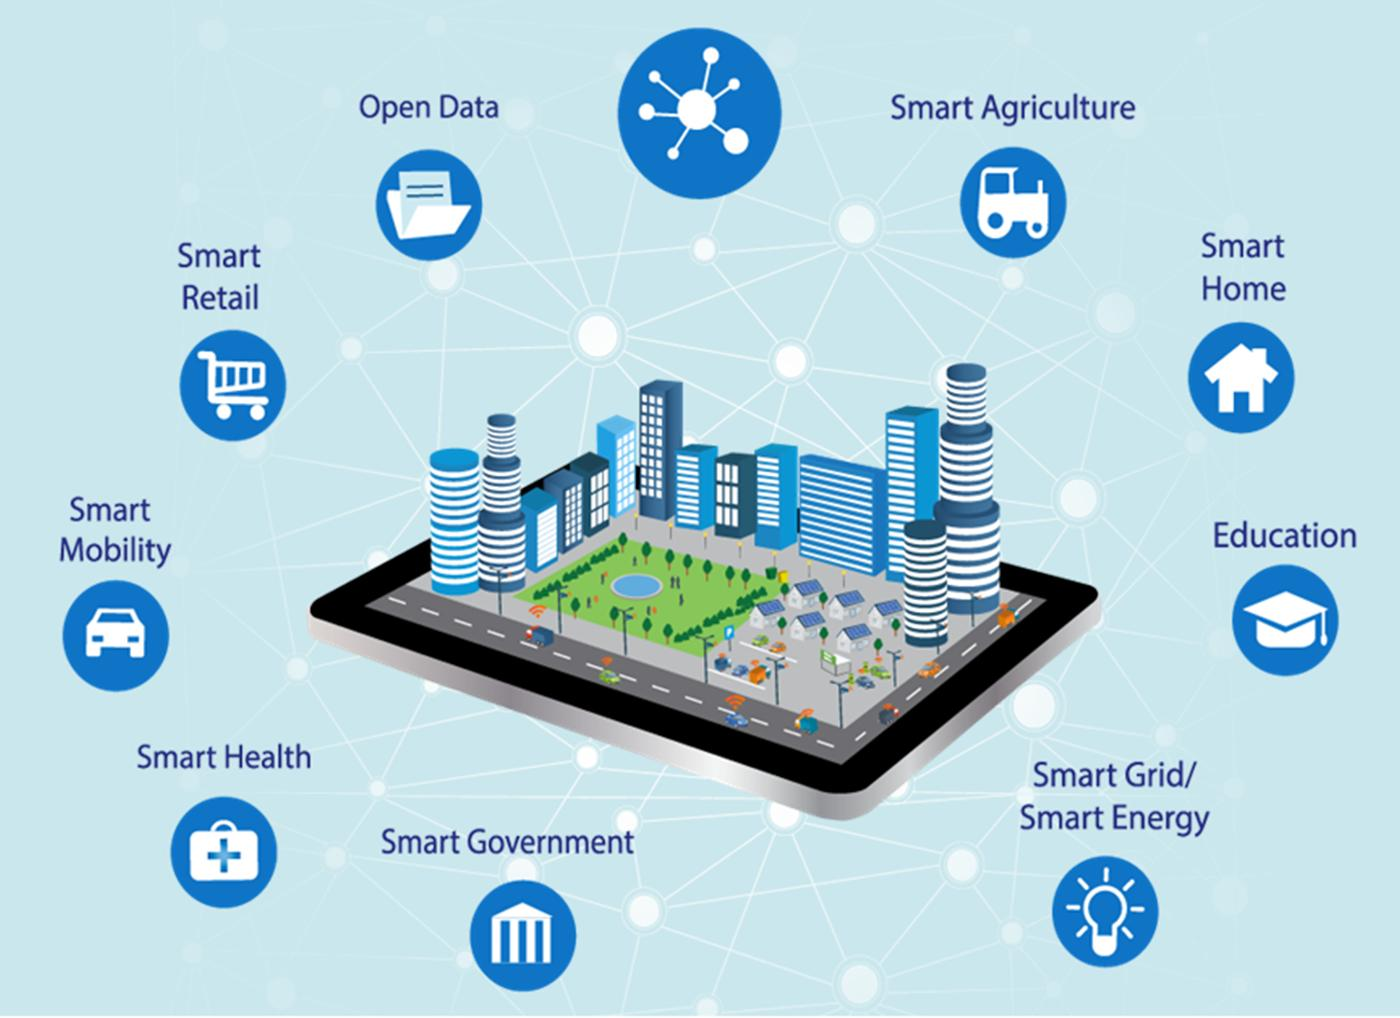 Open Data
Smart Agriculture
Smart
Retail
Smart
Home
Smart
Mobility
Education
Smart Health
Smart Government
Smart Grid/
Smart Energy
P